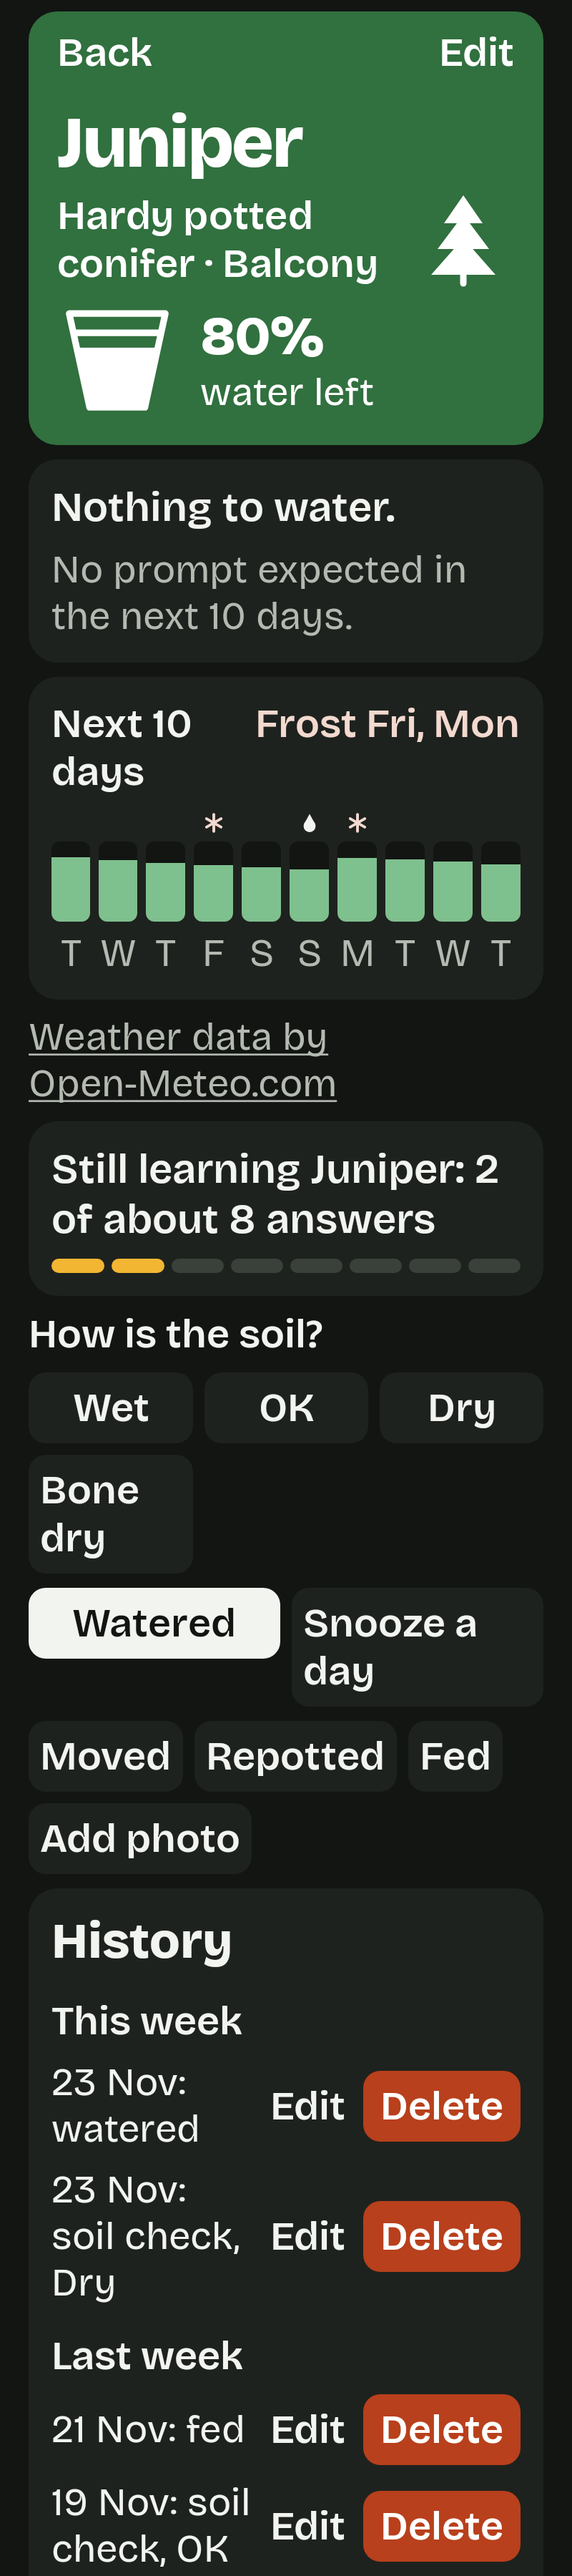 Back Edit
Juniper
Hardy potted
conifer · Balcony
80%
water left
Nothing to water.
No prompt expected in
the next 10 days.
Next 10
days
Frost Fri, Mon
T W T F S S M T W T
Weather data by
Open-Meteo.com
Still learning Juniper: 2
of about 8 answers
How is the soil?
Wet OK Dry
Bone
dry
Watered
Snooze a
day
Moved Repotted Fed
Add photo
History
This week
23 Nov:
watered
Edit Delete
23 Nov:
soil check,
Dry
Edit Delete
Last week
21 Nov: fed Edit Delete
19 Nov: soil
check, OK
Edit Delete